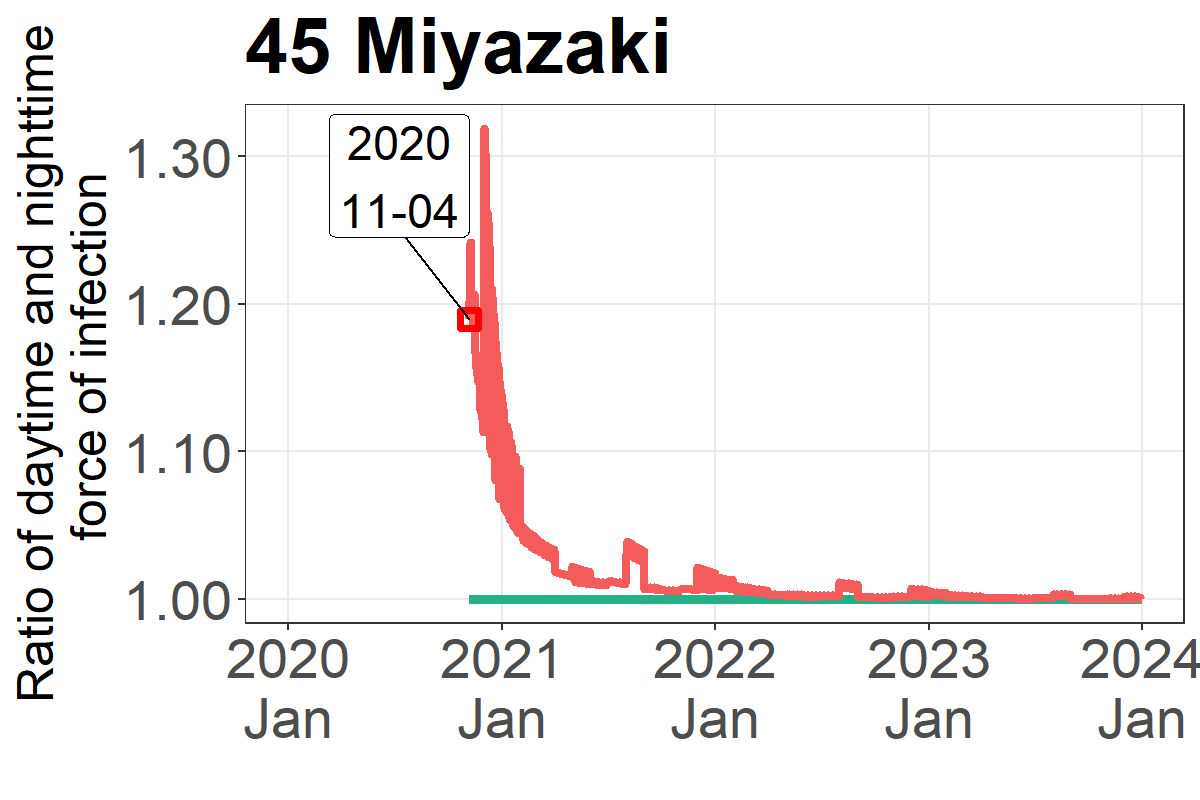 45 Miyazaki
Ratio of daytime and nighttime
force of infection
1.30
1.20
1.10
1.00
2020
11-04
2020
Jan
2021
Jan
2022
Jan
2023
Jan
2024
Jan